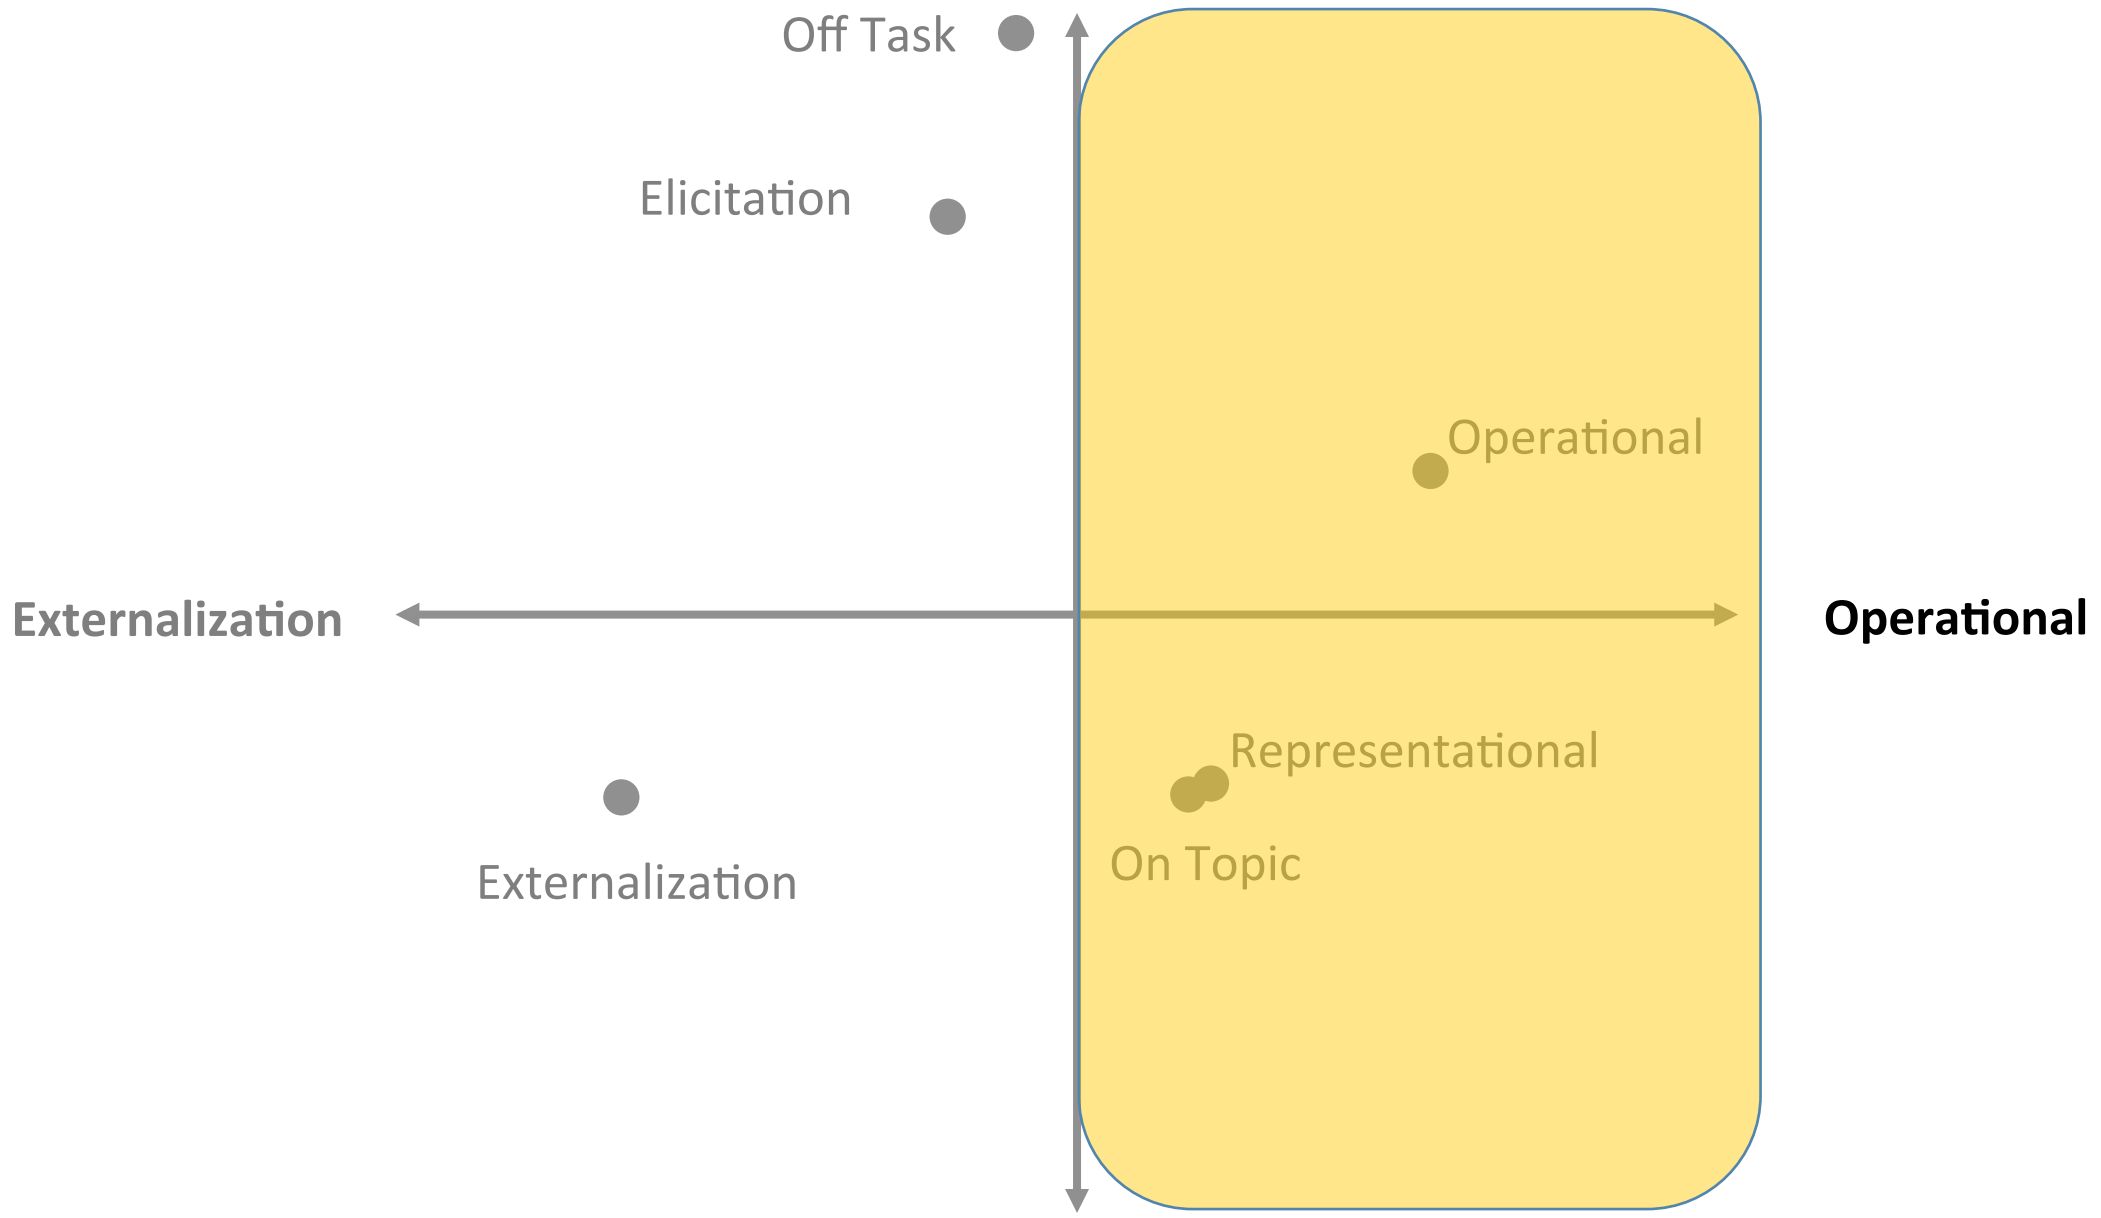 Off Task
Elicitation
Operational
Externalization
Operational
Representational
On Topic
Externalization